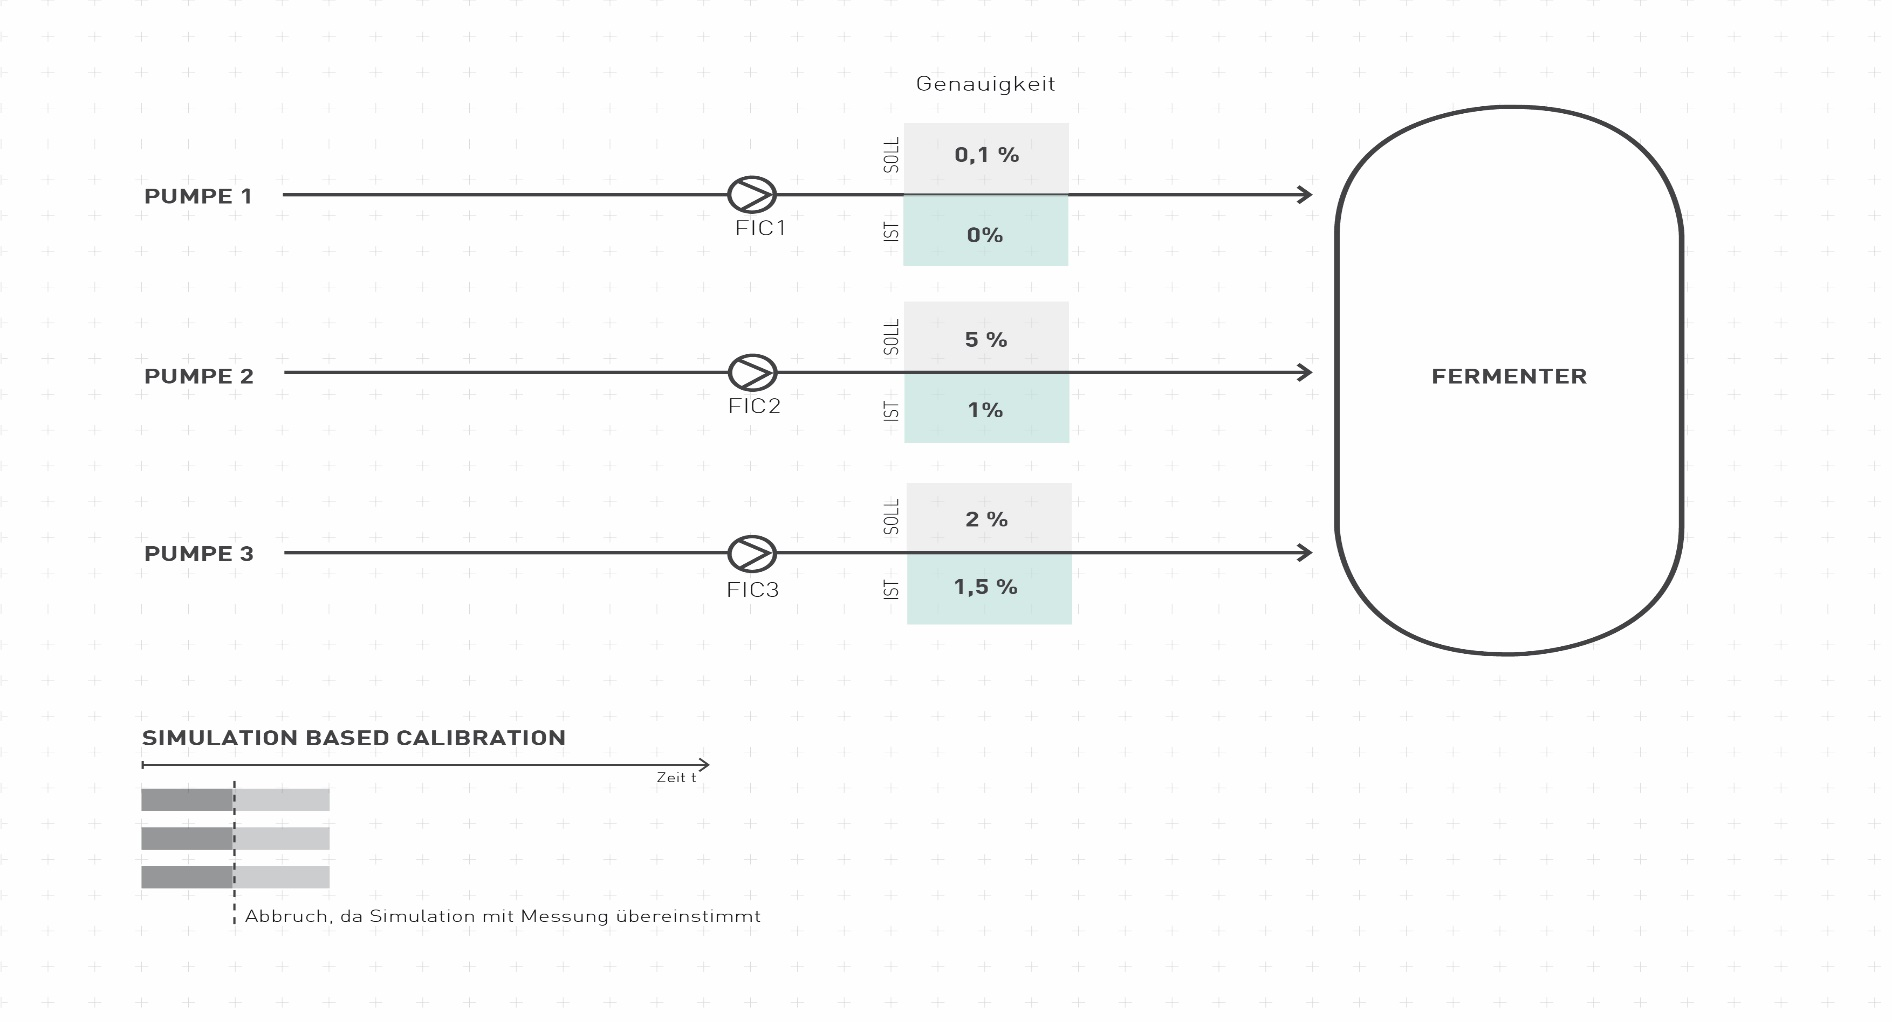 Genauigkeit
SOLL
0,1 %
PUMPE 1
FIC1
IST
0%
SOLL
5 %
PUMPE 2
FIC2
IST
1%
FERMENTER
SOLL
2 %
PUMPE 3
FIC3
IST
1,5 %
SIMULATION BASED CALIBRATION
Zeit t
Abbruch, da Simulation mit Messung übereinstimmt